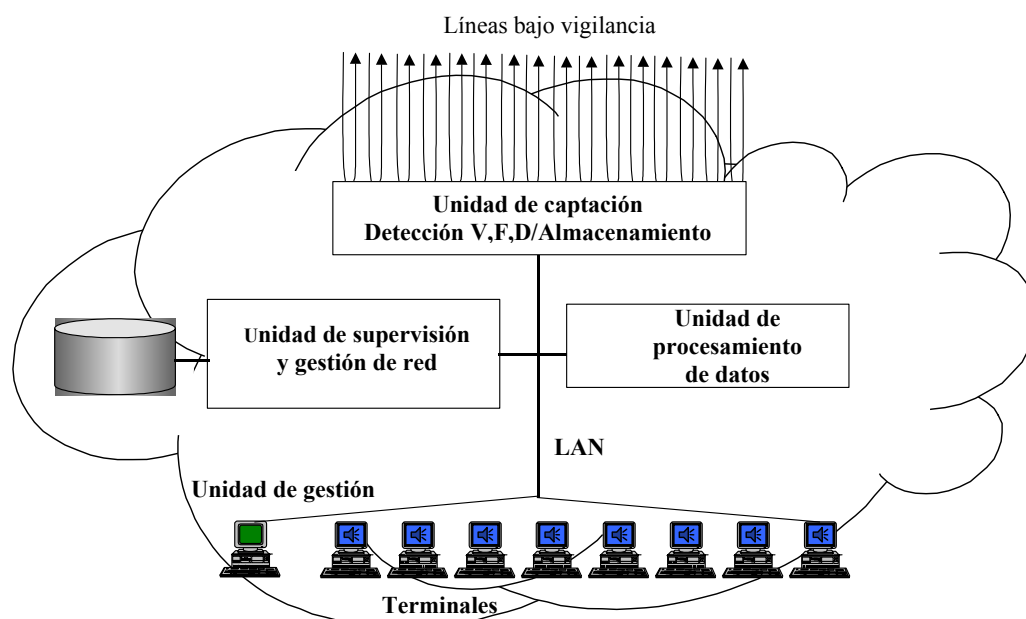 Líneas bajo vigilancia
Unidad de captación
Detección V,F,D/Almacenamiento
Unidad de supervisión
y gestión de red
Unidad de
procesamiento
de datos
LAN
Unidad de gestión
Terminales